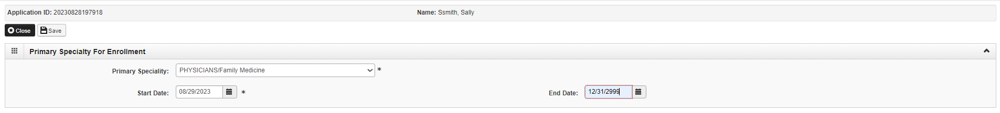 Application ID: 20230828197918 Name: Ssmith, Sally
Close Save
Primary Specialty For Enrollment
Primary Speciality: PHYSICIANS/Family Medicine *
Start Date: 08/29/2023 * End Date: 12/31/2999